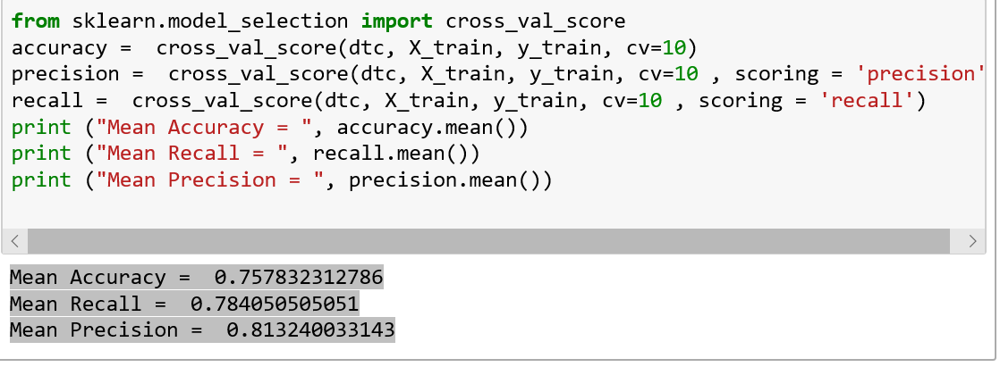 from sklearn.model_selection import cross_val_score
accuracy =  cross_val_score(dtc, X_train, y_train, cv=10)
precision =  cross_val_score(dtc, X_train, y_train, cv=10 , scoring = 'precision'
recall =  cross_val_score(dtc, X_train, y_train, cv=10 , scoring = 'recall')
print ("Mean Accuracy = ", accuracy.mean())
print ("Mean Recall = ", recall.mean())
print ("Mean Precision = ", precision.mean())
Mean Accuracy =  0.757832312786
Mean Recall =  0.784050505051
Mean Precision =  0.813240033143